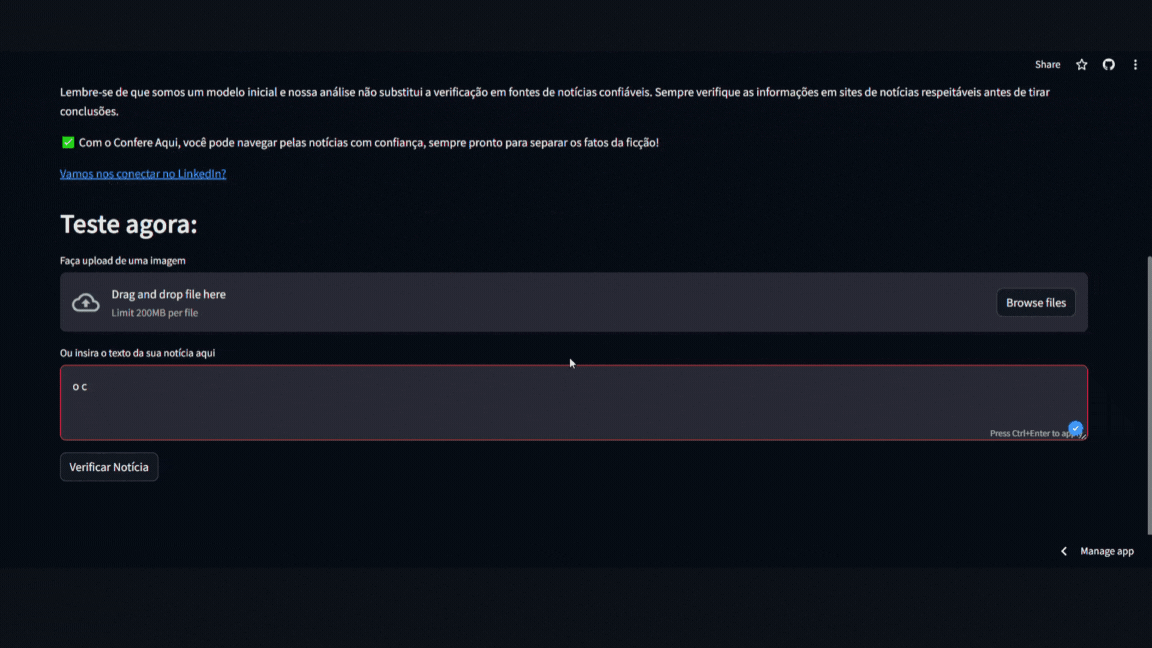 Share
Lembre-se de que somos um modelo inicial e nossa análise não substitui a verificação em fontes de notícias confiáveis. Sempre verifique as informações em sites de notícias respeitáveis antes de tirar
conclusões.
✅ Com o Confere Aqui, você pode navegar pelas notícias com confiança, sempre pronto para separar os fatos da ficção!
Vamos nos conectar no LinkedIn?
Teste agora:
Faça upload de uma imagem
Drag and drop file here
Limit 200MB per file
Browse files
Ou insira o texto da sua notícia aqui
o c
Press Ctrl+Enter to
Verificar Notícia
Manage app